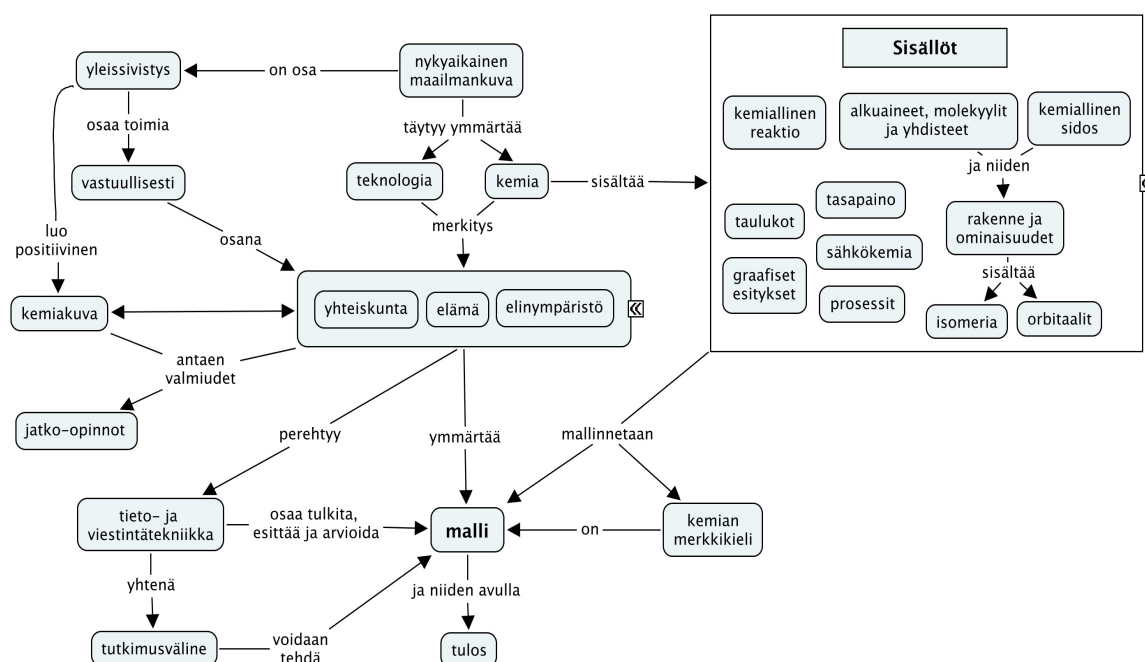 Sisällöt
yleissivistys
on osa
nykyaikainen
maailmankuva
kemiallinen
reaktio
alkuaineet, molekyylit
ja yhdisteet
kemiallinen
sidos
osaa toimia
täytyy ymmärtää
ja niiden
vastuullisesti
teknologia
kemia
sisältää
tasapaino
taulukot
rakenne ja
ominaisuudet
luo
positiivinen
osana
merkitys
sähkökemia
sisältää
graafiset
esitykset
prosessit
isomeria
orbitaalit
kemiakuva
yhteiskunta
elämä
elinympäristö
antaen
valmiudet
jatko-opinnot
perehtyy
ymmärtää
mallinnetaan
tieto- ja
viestintätekniikka
osaa tulkita,
esittää ja arvioida
malli
on
kemian
merkkikieli
yhtenä
ja niiden avulla
tutkimusväline
voidaan
tehdä
tulos